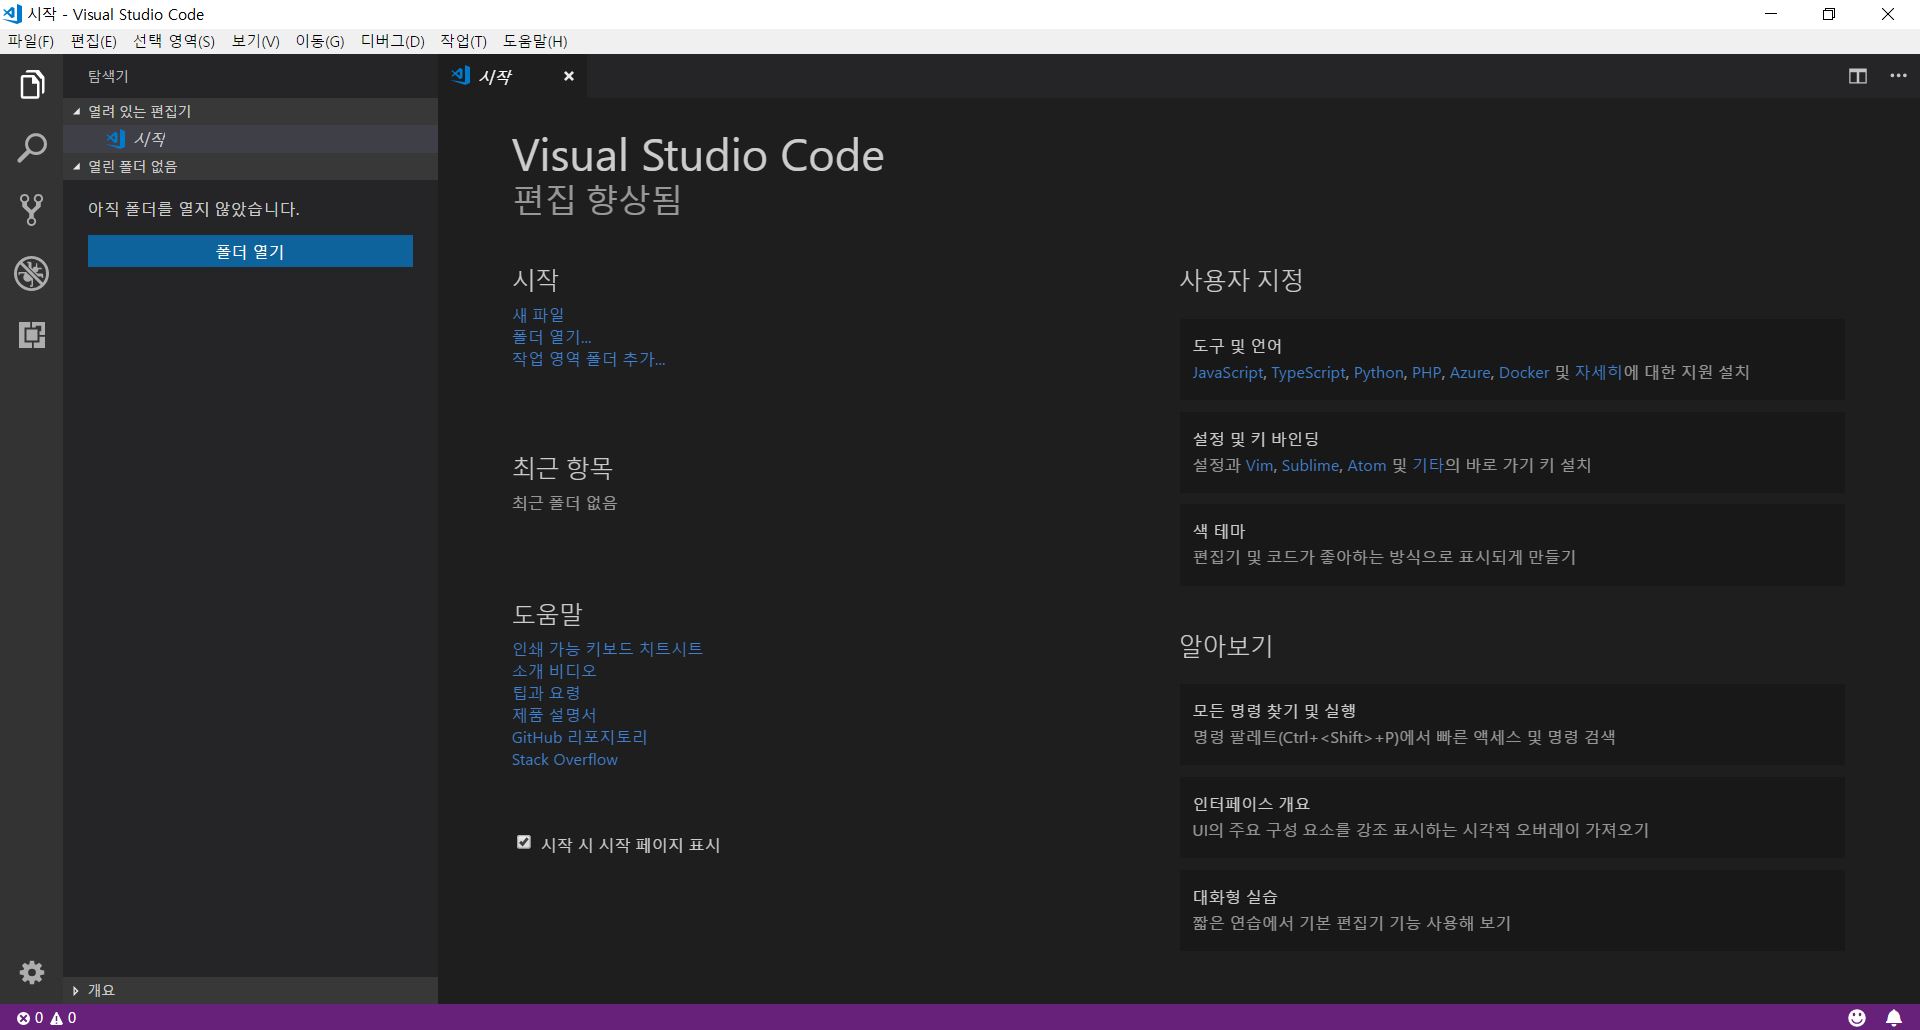 시작 - Visual Studio Code
파일(F) 편집(E) 선택 영역(S) 보기(V) 이동(G) 디버그(D) 작업(T) 도움말(H)
탐색기
열려 있는 편집기
시작
열린 폴더 없음
아직 폴더를 열지 않았습니다.
폴더 열기
개요
시작
Visual Studio Code
편집 향상됨
시작
새 파일
폴더 열기...
작업 영역 폴더 추가...
최근 항목
최근 폴더 없음
도움말
인쇄 가능 키보드 치트시트
소개 비디오
팁과 요령
제품 설명서
GitHub 리포지토리
Stack Overflow
시작 시 시작 페이지 표시
사용자 지정
도구 및 언어
JavaScript, TypeScript, Python, PHP, Azure, Docker 및 자세히에 대한 지원 설치
설정 및 키 바인딩
설정과 Vim, Sublime, Atom 및 기타의 바로 가기 키 설치
색 테마
편집기 및 코드가 좋아하는 방식으로 표시되게 만들기
알아보기
모든 명령 찾기 및 실행
명령 팔레트(Ctrl+<Shift>+P)에서 빠른 액세스 및 명령 검색
인터페이스 개요
UI의 주요 구성 요소를 강조 표시하는 시각적 오버레이 가져오기
대화형 실습
짧은 연습에서 기본 편집기 기능 사용해 보기
0 0